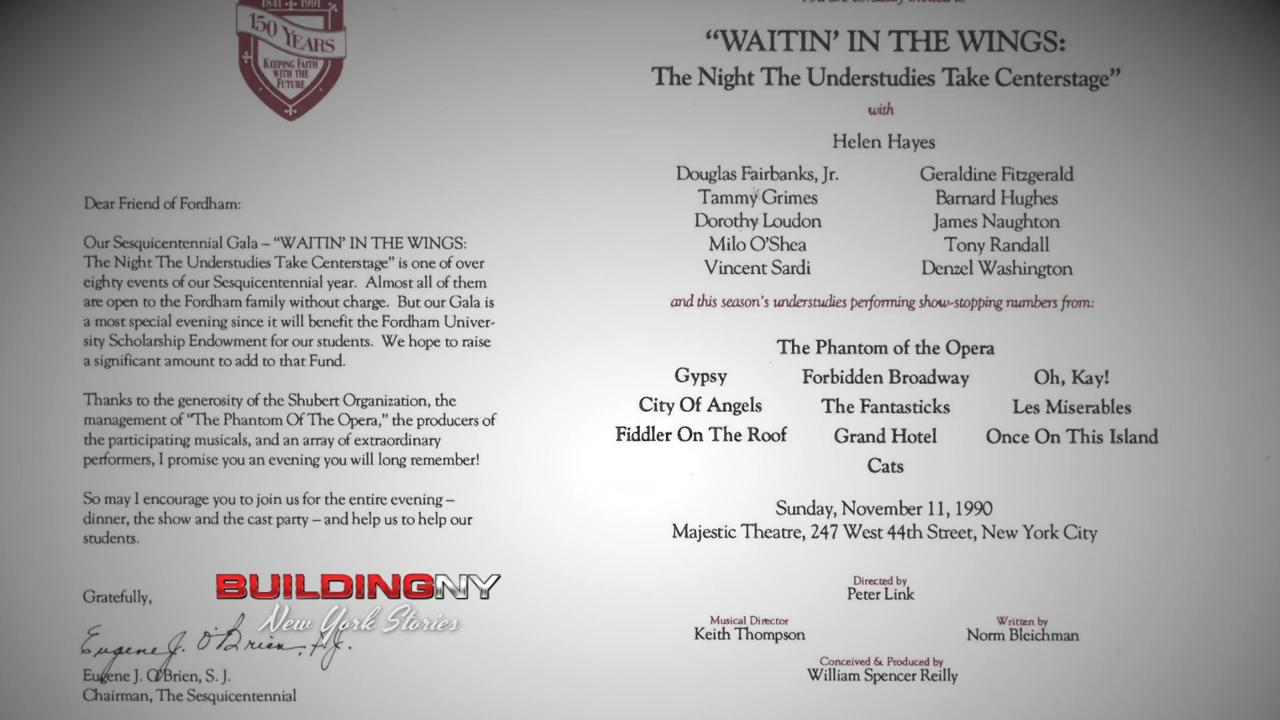 1841 1991
150 YEARS
KEEPING FAITH
WITH THE
FUTURE
Dear Friend of Fordham:
Our Sesquicentennial Gala – “WAITIN’ IN THE WINGS:
The Night The Understudies Take Centerstage” is one of over
eighty events of our Sesquicentennial year. Almost all of them
are open to the Fordham family without charge. But our Gala is
a most special evening since it will benefit the Fordham Univer-
sity Scholarship Endowment for our students. We hope to raise
a significant amount to add to that Fund.
Thanks to the generosity of the Shubert Organization, the
management of “The Phantom Of The Opera,” the producers of
the participating musicals, and an array of extraordinary
performers, I promise you an evening you will long remember!
So may I encourage you to join us for the entire evening –
dinner, the show and the cast party – and help us to help our
students.
Gratefully,
Eugene J. O'Brien, S.J.
Eugene J. O’Brien, S. J.
Chairman, The Sesquicentennial
BUILDINGNY
New York Stories
You are cordially invited to
“WAITIN’ IN THE WINGS:
The Night The Understudies Take Centerstage”
with
Helen Hayes
Douglas Fairbanks, Jr. Geraldine Fitzgerald
Tammy Grimes Barnard Hughes
Dorothy Loudon James Naughton
Milo O’Shea Tony Randall
Vincent Sardi Denzel Washington
and this season’s understudies performing show-stopping numbers from:
The Phantom of the Opera
Gypsy Forbidden Broadway Oh, Kay!
City Of Angels The Fantasticks Les Miserables
Fiddler On The Roof Grand Hotel Once On This Island
Cats
Sunday, November 11, 1990
Majestic Theatre, 247 West 44th Street, New York City
Directed by
Peter Link
Musical Director Written by
Keith Thompson Norm Bleichman
Conceived & Produced by
William Spencer Reilly